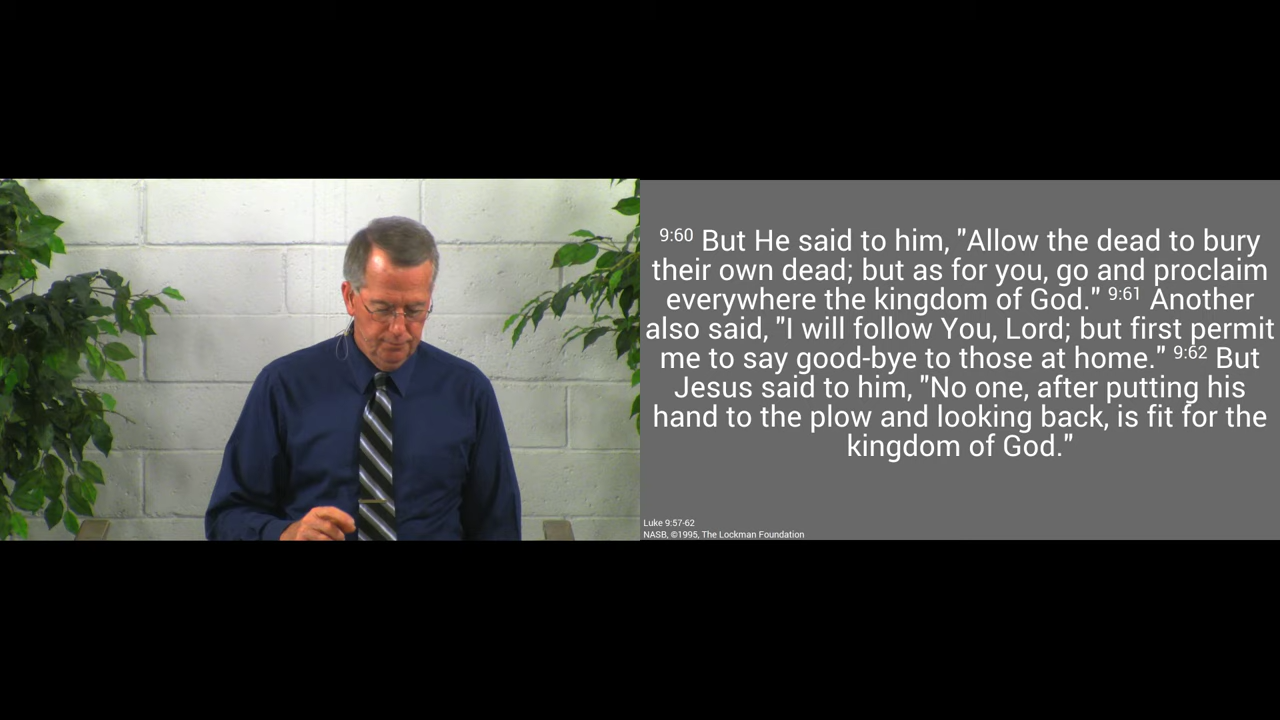 9:60 But He said to him, "Allow the dead to bury
their own dead; but as for you, go and proclaim
everywhere the kingdom of God." 9:61 Another
also said, "I will follow You, Lord; but first permit
me to say good-bye to those at home." 9:62 But
Jesus said to him, "No one, after putting his
hand to the plow and looking back, is fit for the
kingdom of God."
Luke 9:57-62
NASB, ©1995, The Lockman Foundation